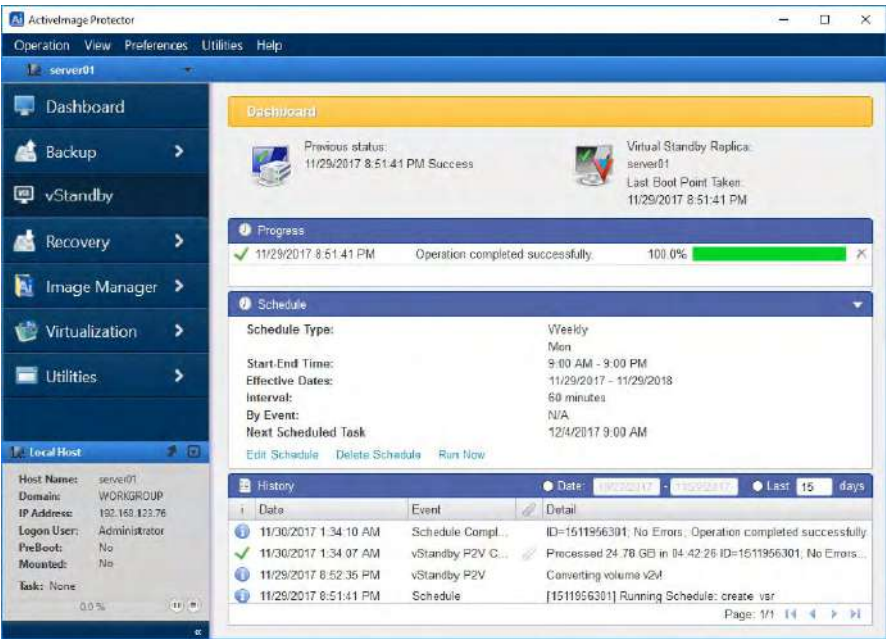 ActiveImage Protector
Operation View Preferences Utilities Help
server01
Dashboard
Backup
vStandby
Recovery
Image Manager
Virtualization
Utilities
Local Host
Host Name: server01
Domain: WORKGROUP
IP Address: 192.168.123.76
Logon User: Administrator
PreBoot: No
Mounted: No
Task: None
0.0 %
Dashboard
Previous status:
11/29/2017 8:51:41 PM Success
Virtual Standby Replica:
server01
Last Boot Point Taken:
11/29/2017 8:51:41 PM
Progress
11/29/2017 8:51:41 PM Operation completed successfully. 100.0%
Schedule
Schedule Type: Weekly
Mon
Start-End Time: 9:00 AM - 9:00 PM
Effective Dates: 11/29/2017 - 11/29/2018
Interval: 60 minutes
By Event: N/A
Next Scheduled Task 12/4/2017 9:00 AM
Edit Schedule Delete Schedule Run Now
History Date: - Last 15 days
i Date Event Detail
11/30/2017 1:34:10 AM Schedule Compl... ID=1511956301; No Errors; Operation completed successfully
11/30/2017 1:34:07 AM vStandby P2V C... Processed 24.78 GB in 04:42:26 ID=1511956301; No Errors...
11/29/2017 8:52:35 PM vStandby P2V Converting volume v2v!
11/29/2017 8:51:41 PM Schedule [1511956301] Running Schedule: create_vsr
Page: 1/1